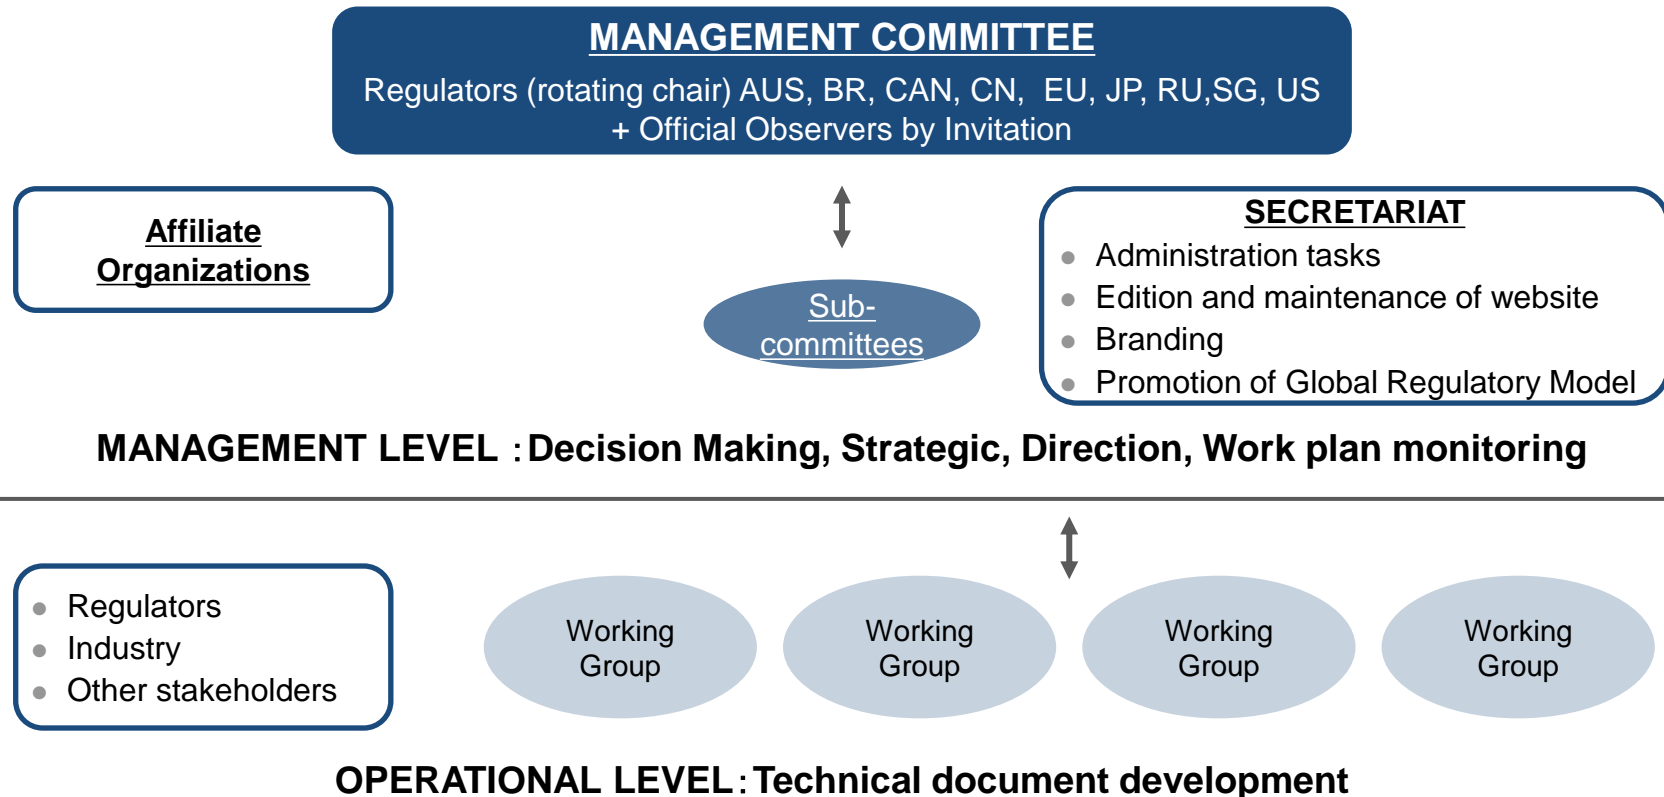 MANAGEMENT COMMITTEE
Regulators (rotating chair) AUS, BR, CAN, CN, EU, JP, RU,SG, US
+ Official Observers by Invitation
Affiliate
Organizations
Sub-
committees
SECRETARIAT
Administration tasks
Edition and maintenance of website
Branding
Promotion of Global Regulatory Model
MANAGEMENT LEVEL : Decision Making, Strategic, Direction, Work plan monitoring
Regulators
Industry
Other stakeholders
Working
Group
Working
Group
Working
Group
Working
Group
OPERATIONAL LEVEL: Technical document development